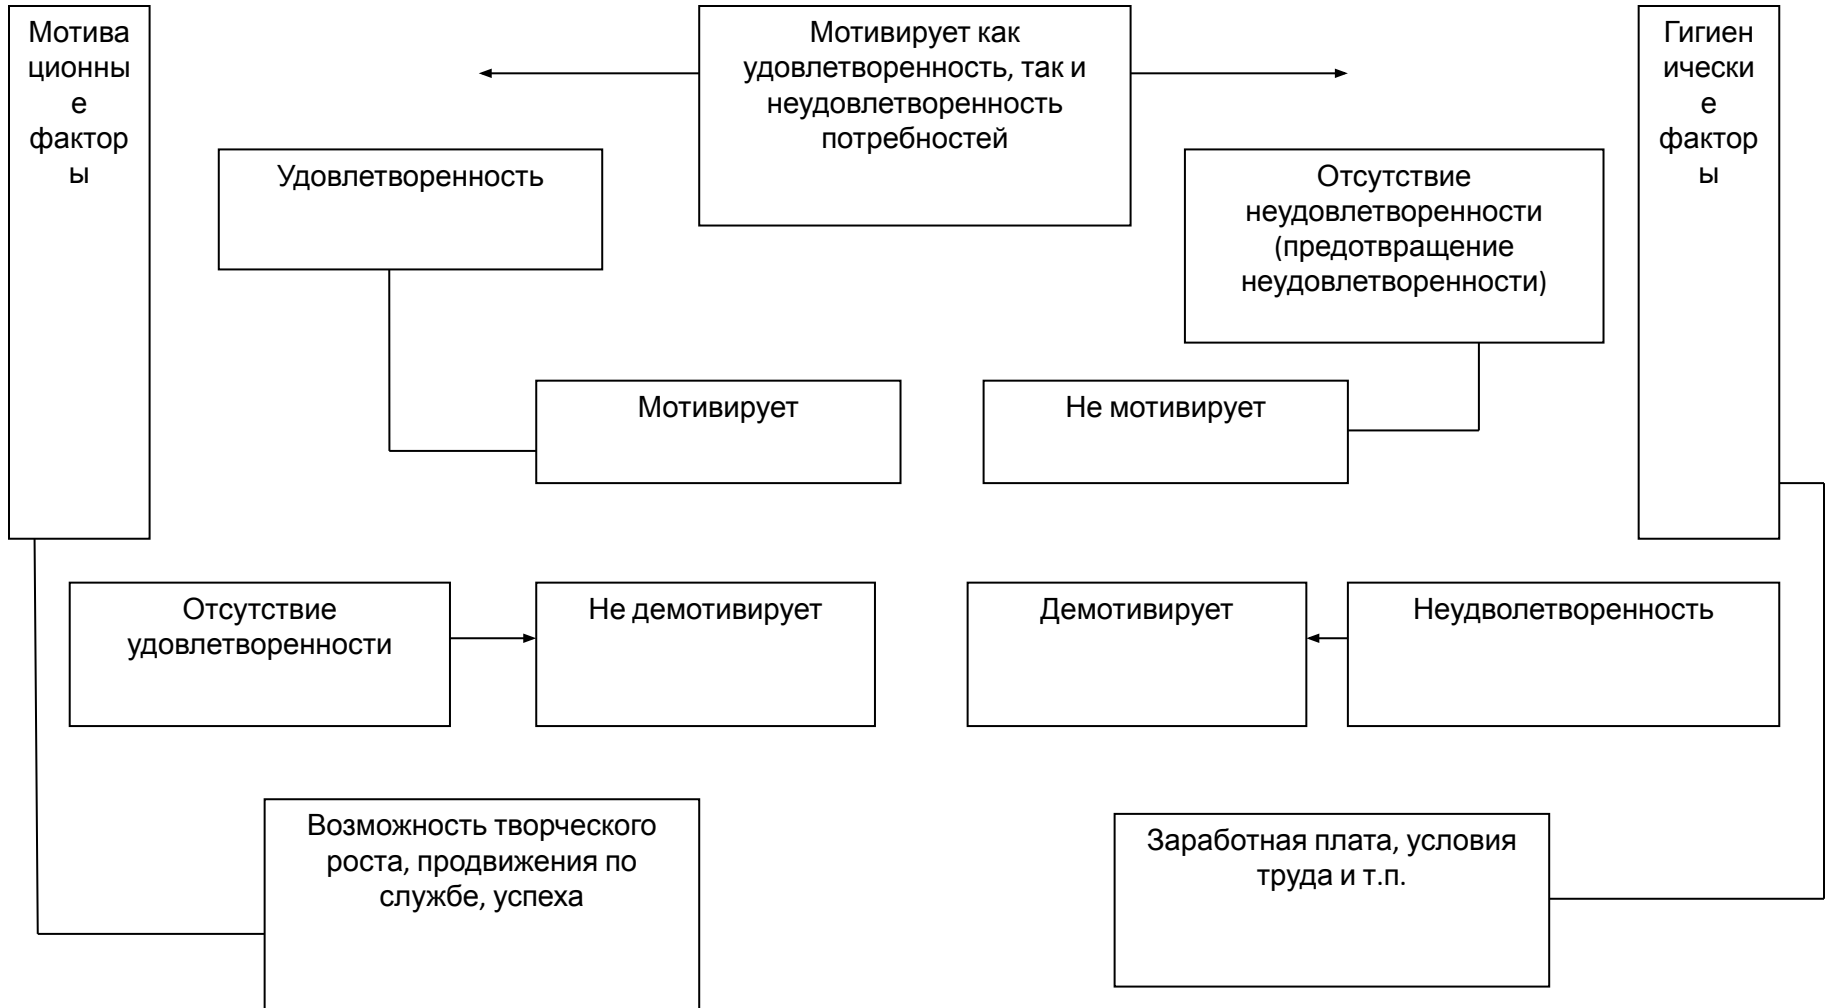 Мотива
ционны
е
фактор
ы
Мотивирует как
удовлетворенность, так и
неудовлетворенность
потребностей
Гигиен
ически
е
фактор
ы
Удовлетворенность
Отсутствие
неудовлетворенности
(предотвращение
неудовлетворенности)
Мотивирует
Не мотивирует
Отсутствие
удовлетворенности
Не демотивирует
Демотивирует
Неудволетворенность
Возможность творческого
роста, продвижения по
службе, успеха
Заработная плата, условия
труда и т.п.